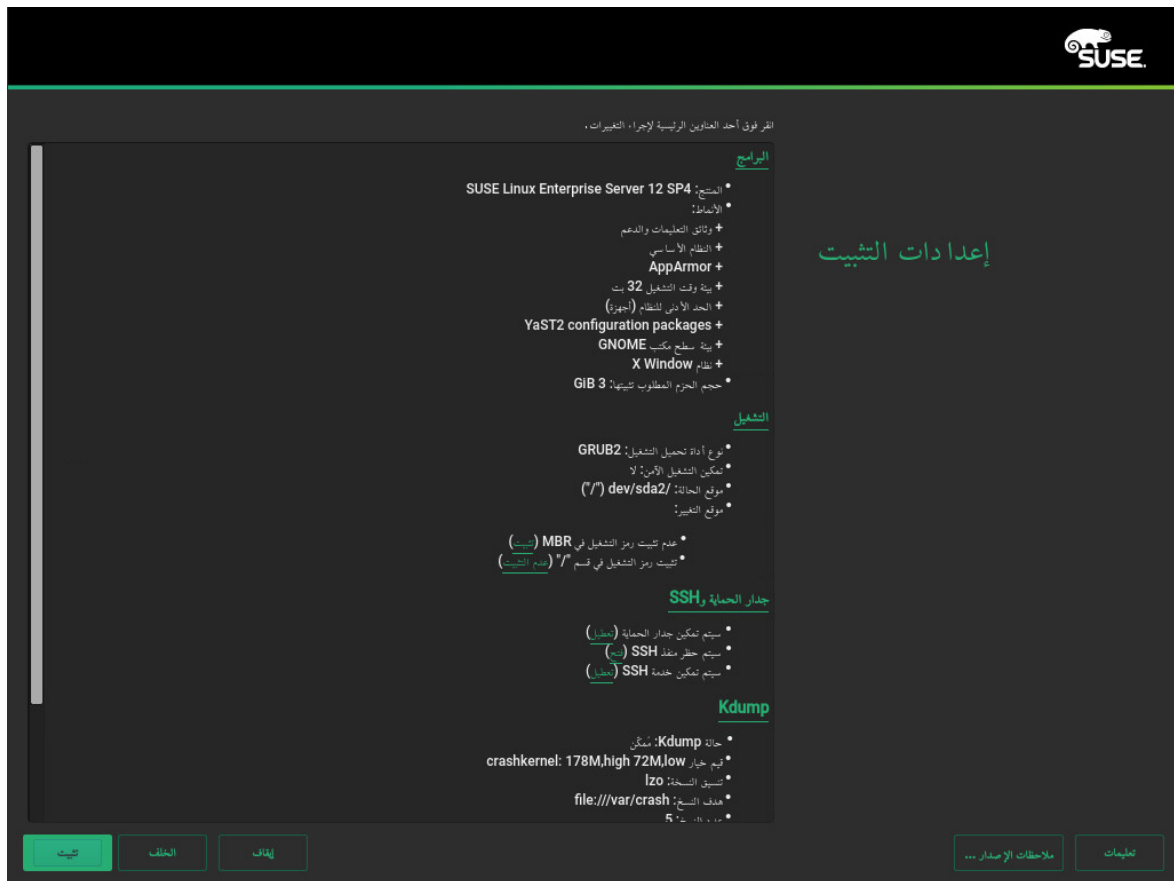 SUSE.
انقر فوق أحد العناوين الرئيسية لإجراء التغييرات.
إعدادات التثبيت
البرامج
• المنتج: SUSE Linux Enterprise Server 12 SP4
• الأنماط:
+ وثائق التعليمات والدعم
+ النظام الأساسي
+ AppArmor
+ بيئة وقت التشغيل 32 بت
+ الحد الأدنى للنظام (أجهزة)
+ YaST2 configuration packages
+ بيئة سطح مكتب GNOME
+ نظام X Window
• حجم الحزم المطلوب تثبيتها: 3 GiB
التشغيل
• نوع أداة تحميل التشغيل: GRUB2
• تمكين التشغيل الآمن: لا
• موقع الحالة: /dev/sda2 ("/")
• موقع التغيير:
• عدم تثبيت رمز التشغيل في MBR (تثبيت)
• تثبيت رمز التشغيل في قسم "/" (عدم التثبيت)
جدار الحماية وSSH
• سيتم تمكين جدار الحماية (تعطيل)
• سيتم حظر منفذ SSH (فتح)
• سيتم تمكين خدمة SSH (تعطيل)
Kdump
• حالة Kdump: مُمكّن
• قيم خيار crashkernel: 178M,high 72M,low
• تنسيق النسخة: lzo
• هدف النسخ: file:///var/crash
• عدد النسخ: 5
تعليمات
ملاحظات الإصدار ...
إيقاف
الخلف
تثبيت